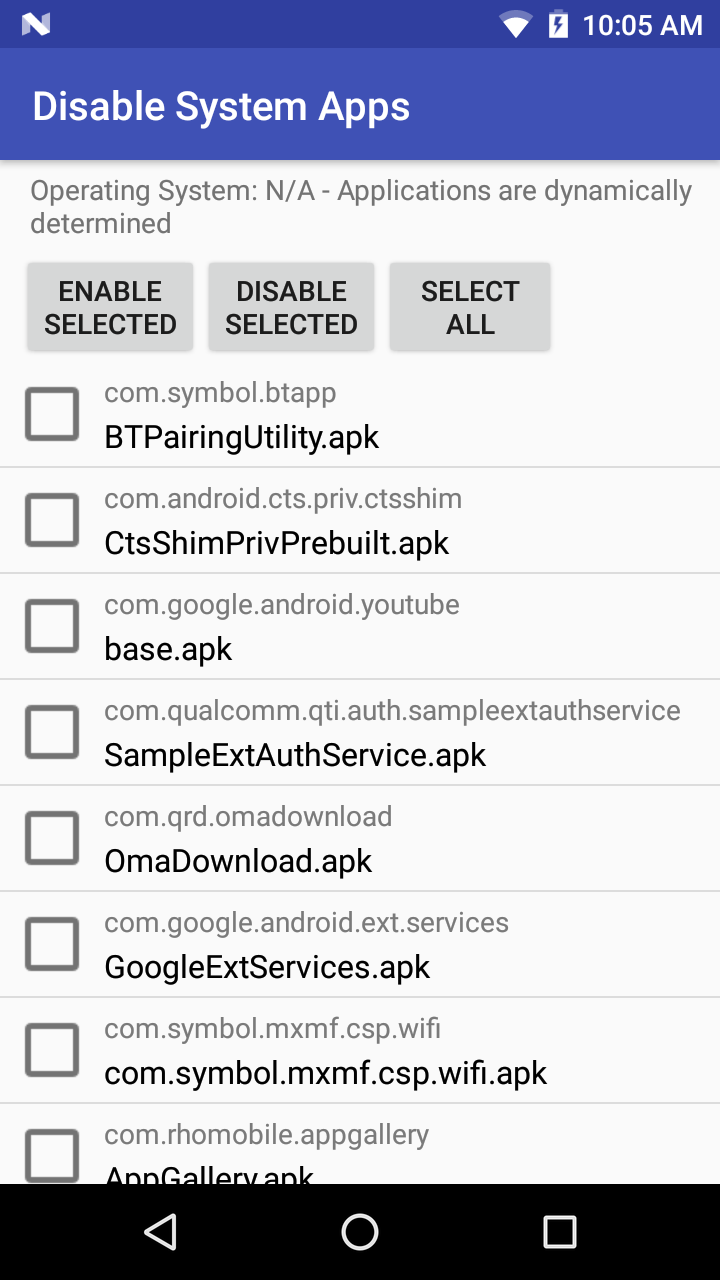 10:05 AM
Disable System Apps
Operating System: N/A - Applications are dynamically
determined
ENABLE
SELECTED
DISABLE
SELECTED
SELECT
ALL
com.symbol.btapp
BTPairingUtility.apk
com.android.cts.priv.ctsshim
CtsShimPrivPrebuilt.apk
com.google.android.youtube
base.apk
com.qualcomm.qti.auth.sampleextauthservice
SampleExtAuthService.apk
com.qrd.omadownload
OmaDownload.apk
com.google.android.ext.services
GoogleExtServices.apk
com.symbol.mxmf.csp.wifi
com.symbol.mxmf.csp.wifi.apk
com.rhomobile.appgallery
AppGallery.apk